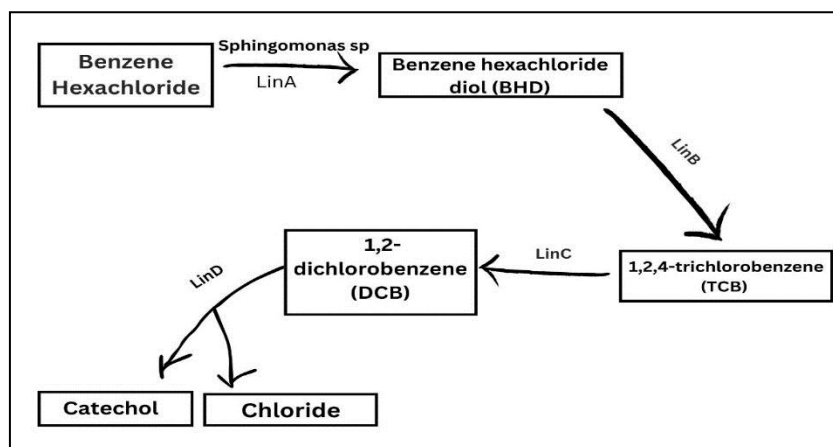 Benzene
Hexachloride
Sphingomonas sp
LinA
Benzene hexachloride
diol (BHD)
LinB
1,2,4-trichlorobenzene
(TCB)
LinC
1,2-
dichlorobenzene
(DCB)
LinD
Catechol
Chloride